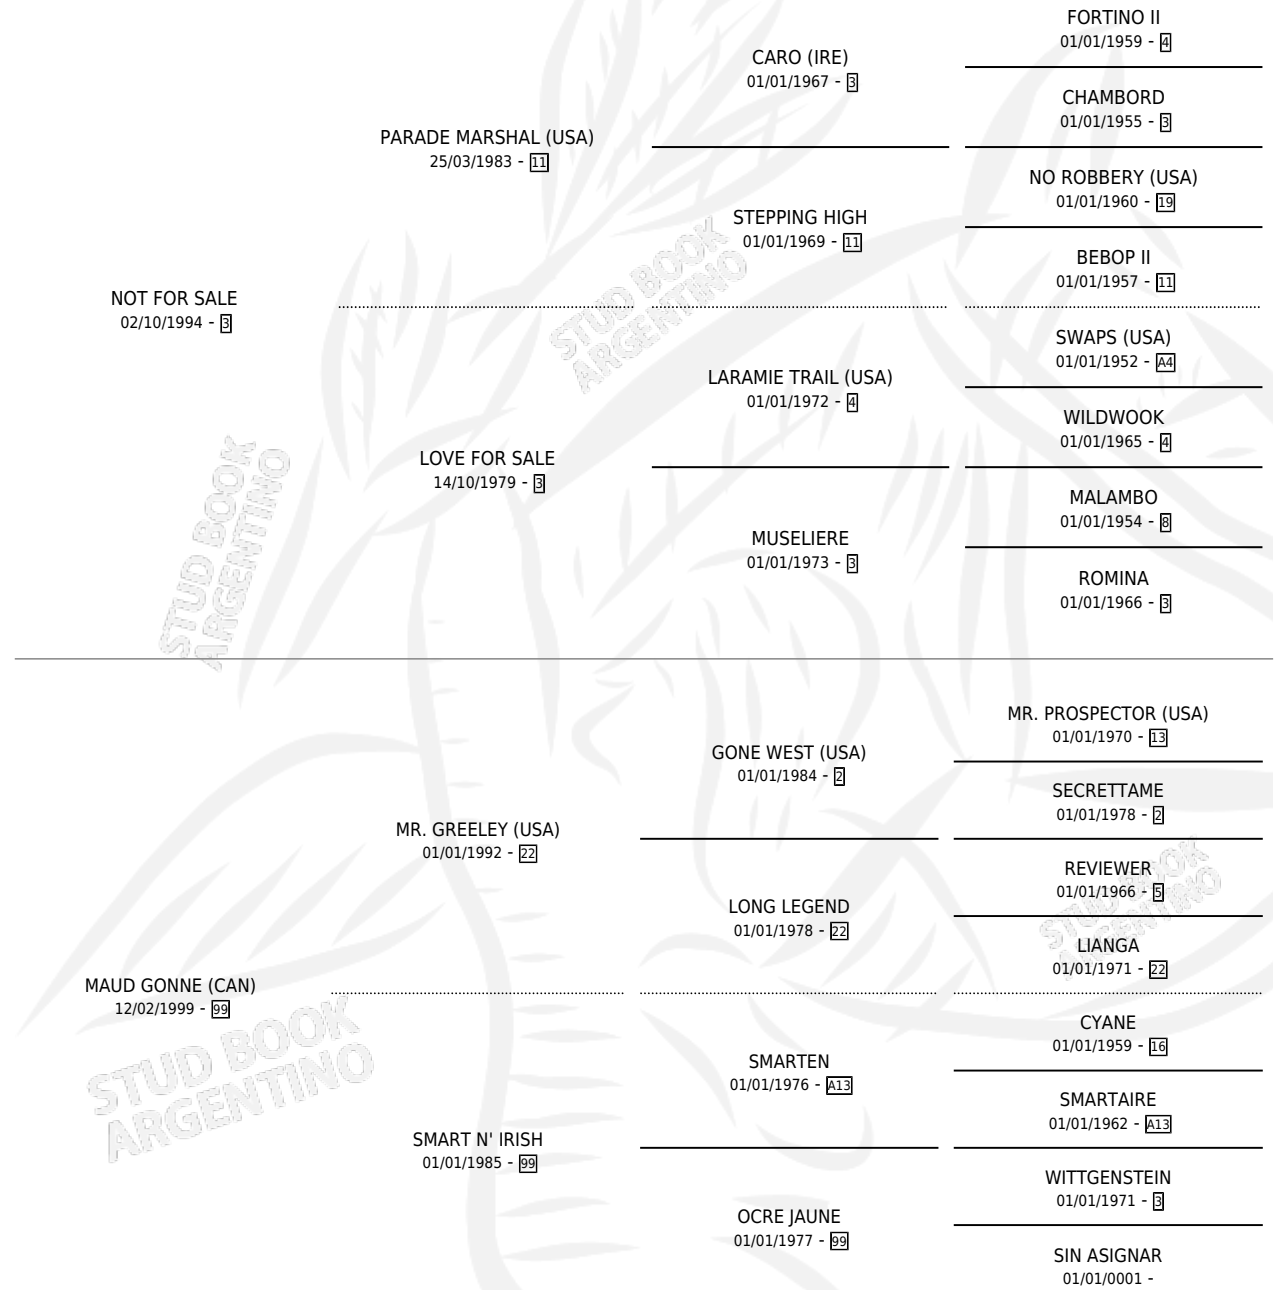 FORTINO II
01/01/1959 - 4
CARO (IRE)
01/01/1967 - 3
CHAMBORD
01/01/1955 - 3
PARADE MARSHAL (USA)
25/03/1983 - 11
NO ROBBERY (USA)
01/01/1960 - 19
STEPPING HIGH
01/01/1969 - 11
BEBOP II
01/01/1957 - 11
NOT FOR SALE
02/10/1994 - 3
STUD BOOK
ARGENTINO
SWAPS (USA)
01/01/1952 - A4
LARAMIE TRAIL (USA)
01/01/1972 - 4
WILDWOOK
01/01/1965 - 4
LOVE FOR SALE
14/10/1979 - 3
MALAMBO
01/01/1954 - 8
MUSELIERE
01/01/1973 - 3
ROMINA
01/01/1966 - 3
STUD BOOK
ARGENTINO
MR. PROSPECTOR (USA)
01/01/1970 - 13
GONE WEST (USA)
01/01/1984 - 2
SECRETTAME
01/01/1978 - 2
MR. GREELEY (USA)
01/01/1992 - 22
REVIEWER
01/01/1966 - 5
LONG LEGEND
01/01/1978 - 22
LIANGA
01/01/1971 - 22
STUD BOOK
ARGENTINO
MAUD GONNE (CAN)
12/02/1999 - 99
CYANE
01/01/1959 - 16
SMARTEN
01/01/1976 - A13
SMARTAIRE
01/01/1962 - A13
STUD BOOK
ARGENTINO
SMART N' IRISH
01/01/1985 - 99
WITTGENSTEIN
01/01/1971 - 3
OCRE JAUNE
01/01/1977 - 99
SIN ASIGNAR
01/01/0001 -